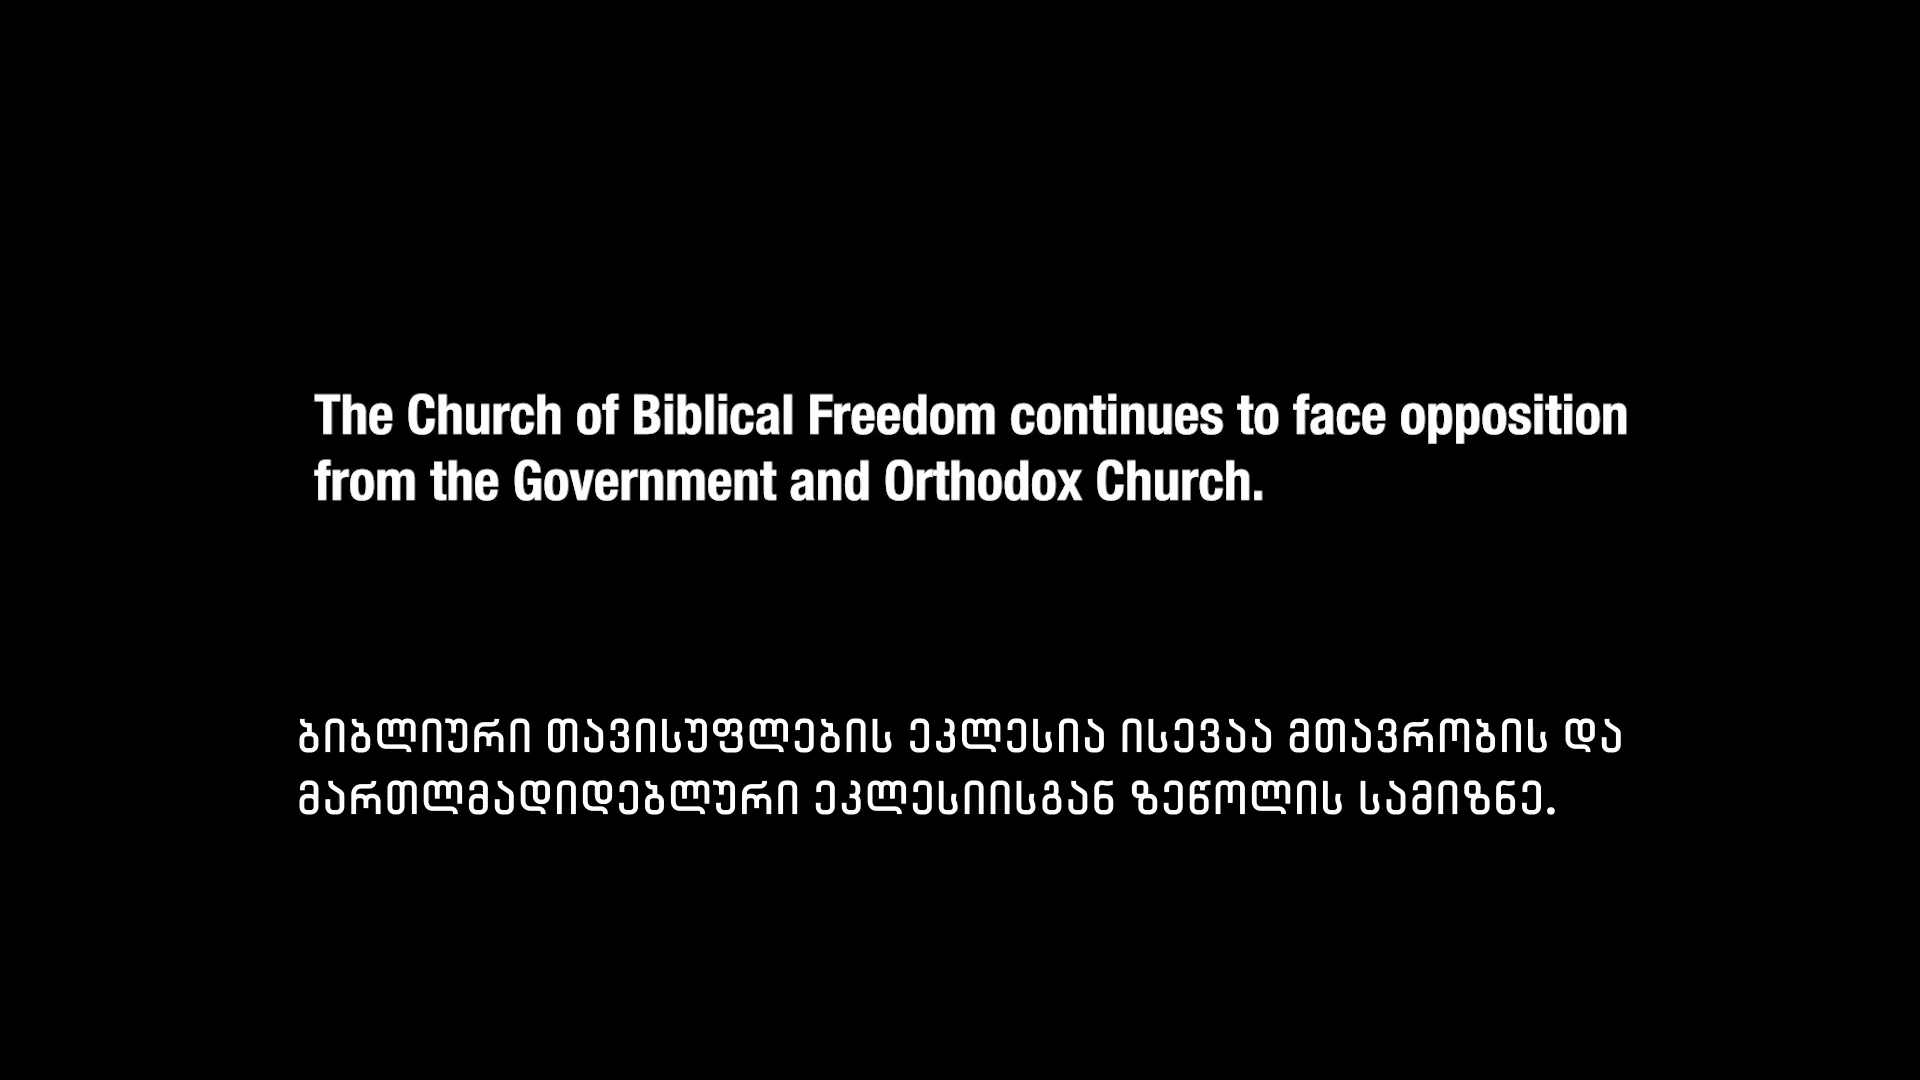 The Church of Biblical Freedom continues to face opposition
from the Government and Orthodox Church.
ბიბლიური თავისუფლების ეკლესია ისევაა მთავრობის და
მართლმადიდებლური ეკლესიისგან ზეწოლის სამიზნე.